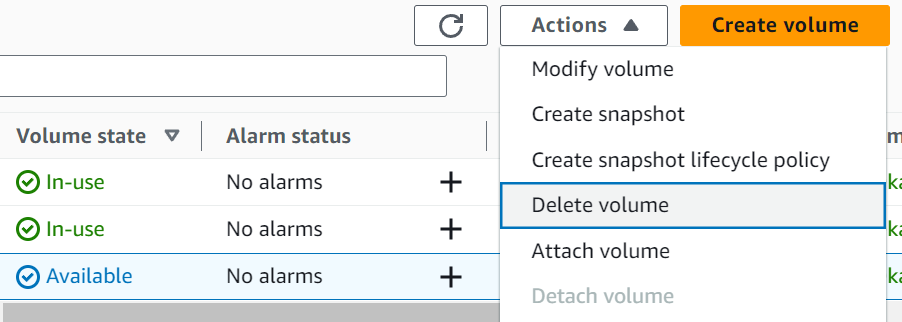 Actions Create volume
Modify volume
Create snapshot
Volume state Alarm status
Create snapshot lifecycle policy
In-use No alarms
Delete volume
In-use No alarms
Attach volume
Available No alarms
Detach volume